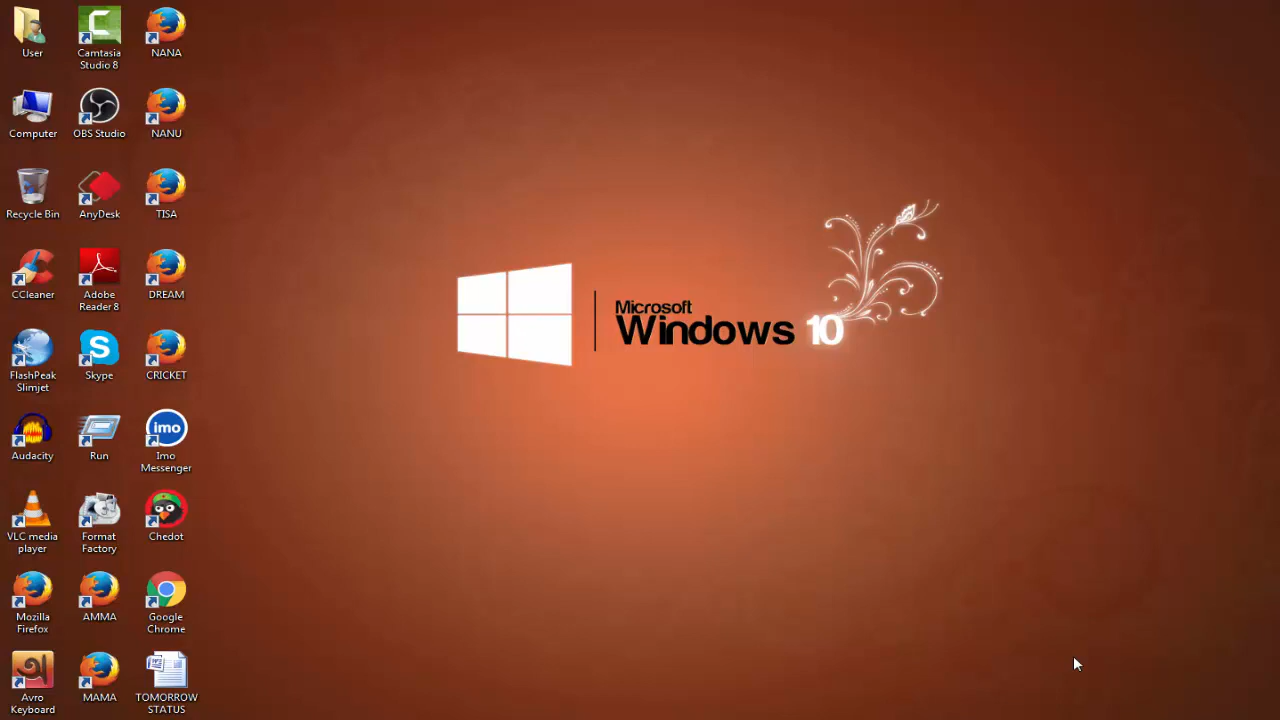 User
Camtasia
Studio 8
NANA
Computer
OBS Studio
NANU
Recycle Bin
AnyDesk
TISA
CCleaner
Adobe
Reader 8
DREAM
FlashPeak
Slimjet
Skype
CRICKET
Audacity
Run
imo
Imo
Messenger
VLC media
player
Format
Factory
Chedot
Mozilla
Firefox
AMMA
Google
Chrome
অ
Avro
Keyboard
MAMA
TOMORROW
STATUS
Microsoft
Windows 10